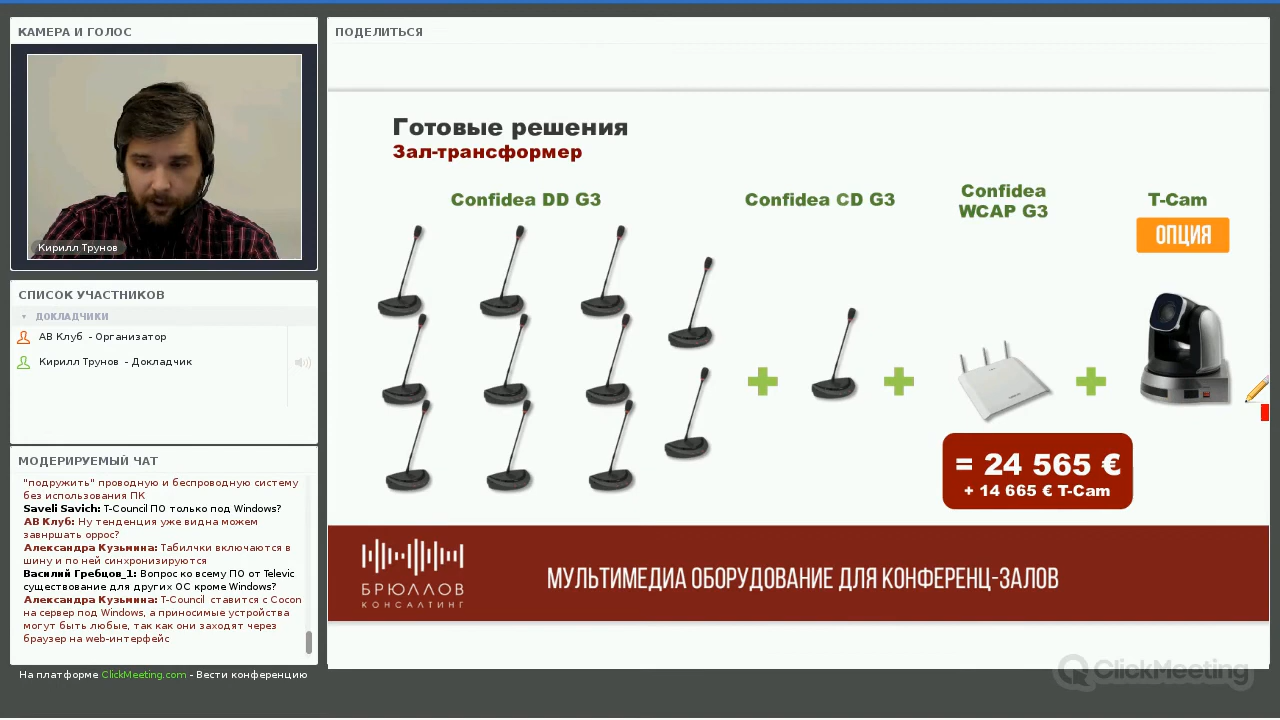 КАМЕРА И ГОЛОС
Кирилл Трунов
СПИСОК УЧАСТНИКОВ
ДОКЛАДЧИКИ
АВ Клуб - Организатор
Кирилл Трунов - Докладчик
МОДЕРИРУЕМЫЙ ЧАТ
"подружить" проводную и беспроводную систему
без использования ПК
Saveli Savich: T-Council ПО только под Windows?
АВ Клуб: Ну тенденция уже видна можем
завнршать оррос?
Александра Кузьмина: Табилчки включаются в
шину и по ней синхронизируются
Василий Гребцов_1: Вопрос ко всему ПО от Televic
существование для других ОС кроме Windows?
Александра Кузьмина: T-Council ставится с Cocon
на сервер под Windows, а приносимые устройства
могут быть любые, так как они заходят через
браузер на web-интерфейс
На платформе ClickMeeting.com - Вести конференцию
ПОДЕЛИТЬСЯ
Готовые решения
Зал-трансформер
Confidea DD G3
Confidea CD G3
Confidea
WCAP G3
T-Cam
ОПЦИЯ
= 24 565 €
+ 14 665 € T-Cam
БРЮЛЛОВ
КОНСАЛТИНГ
МУЛЬТИМЕДИА ОБОРУДОВАНИЕ ДЛЯ КОНФЕРЕНЦ-ЗАЛОВ
ClickMeeting